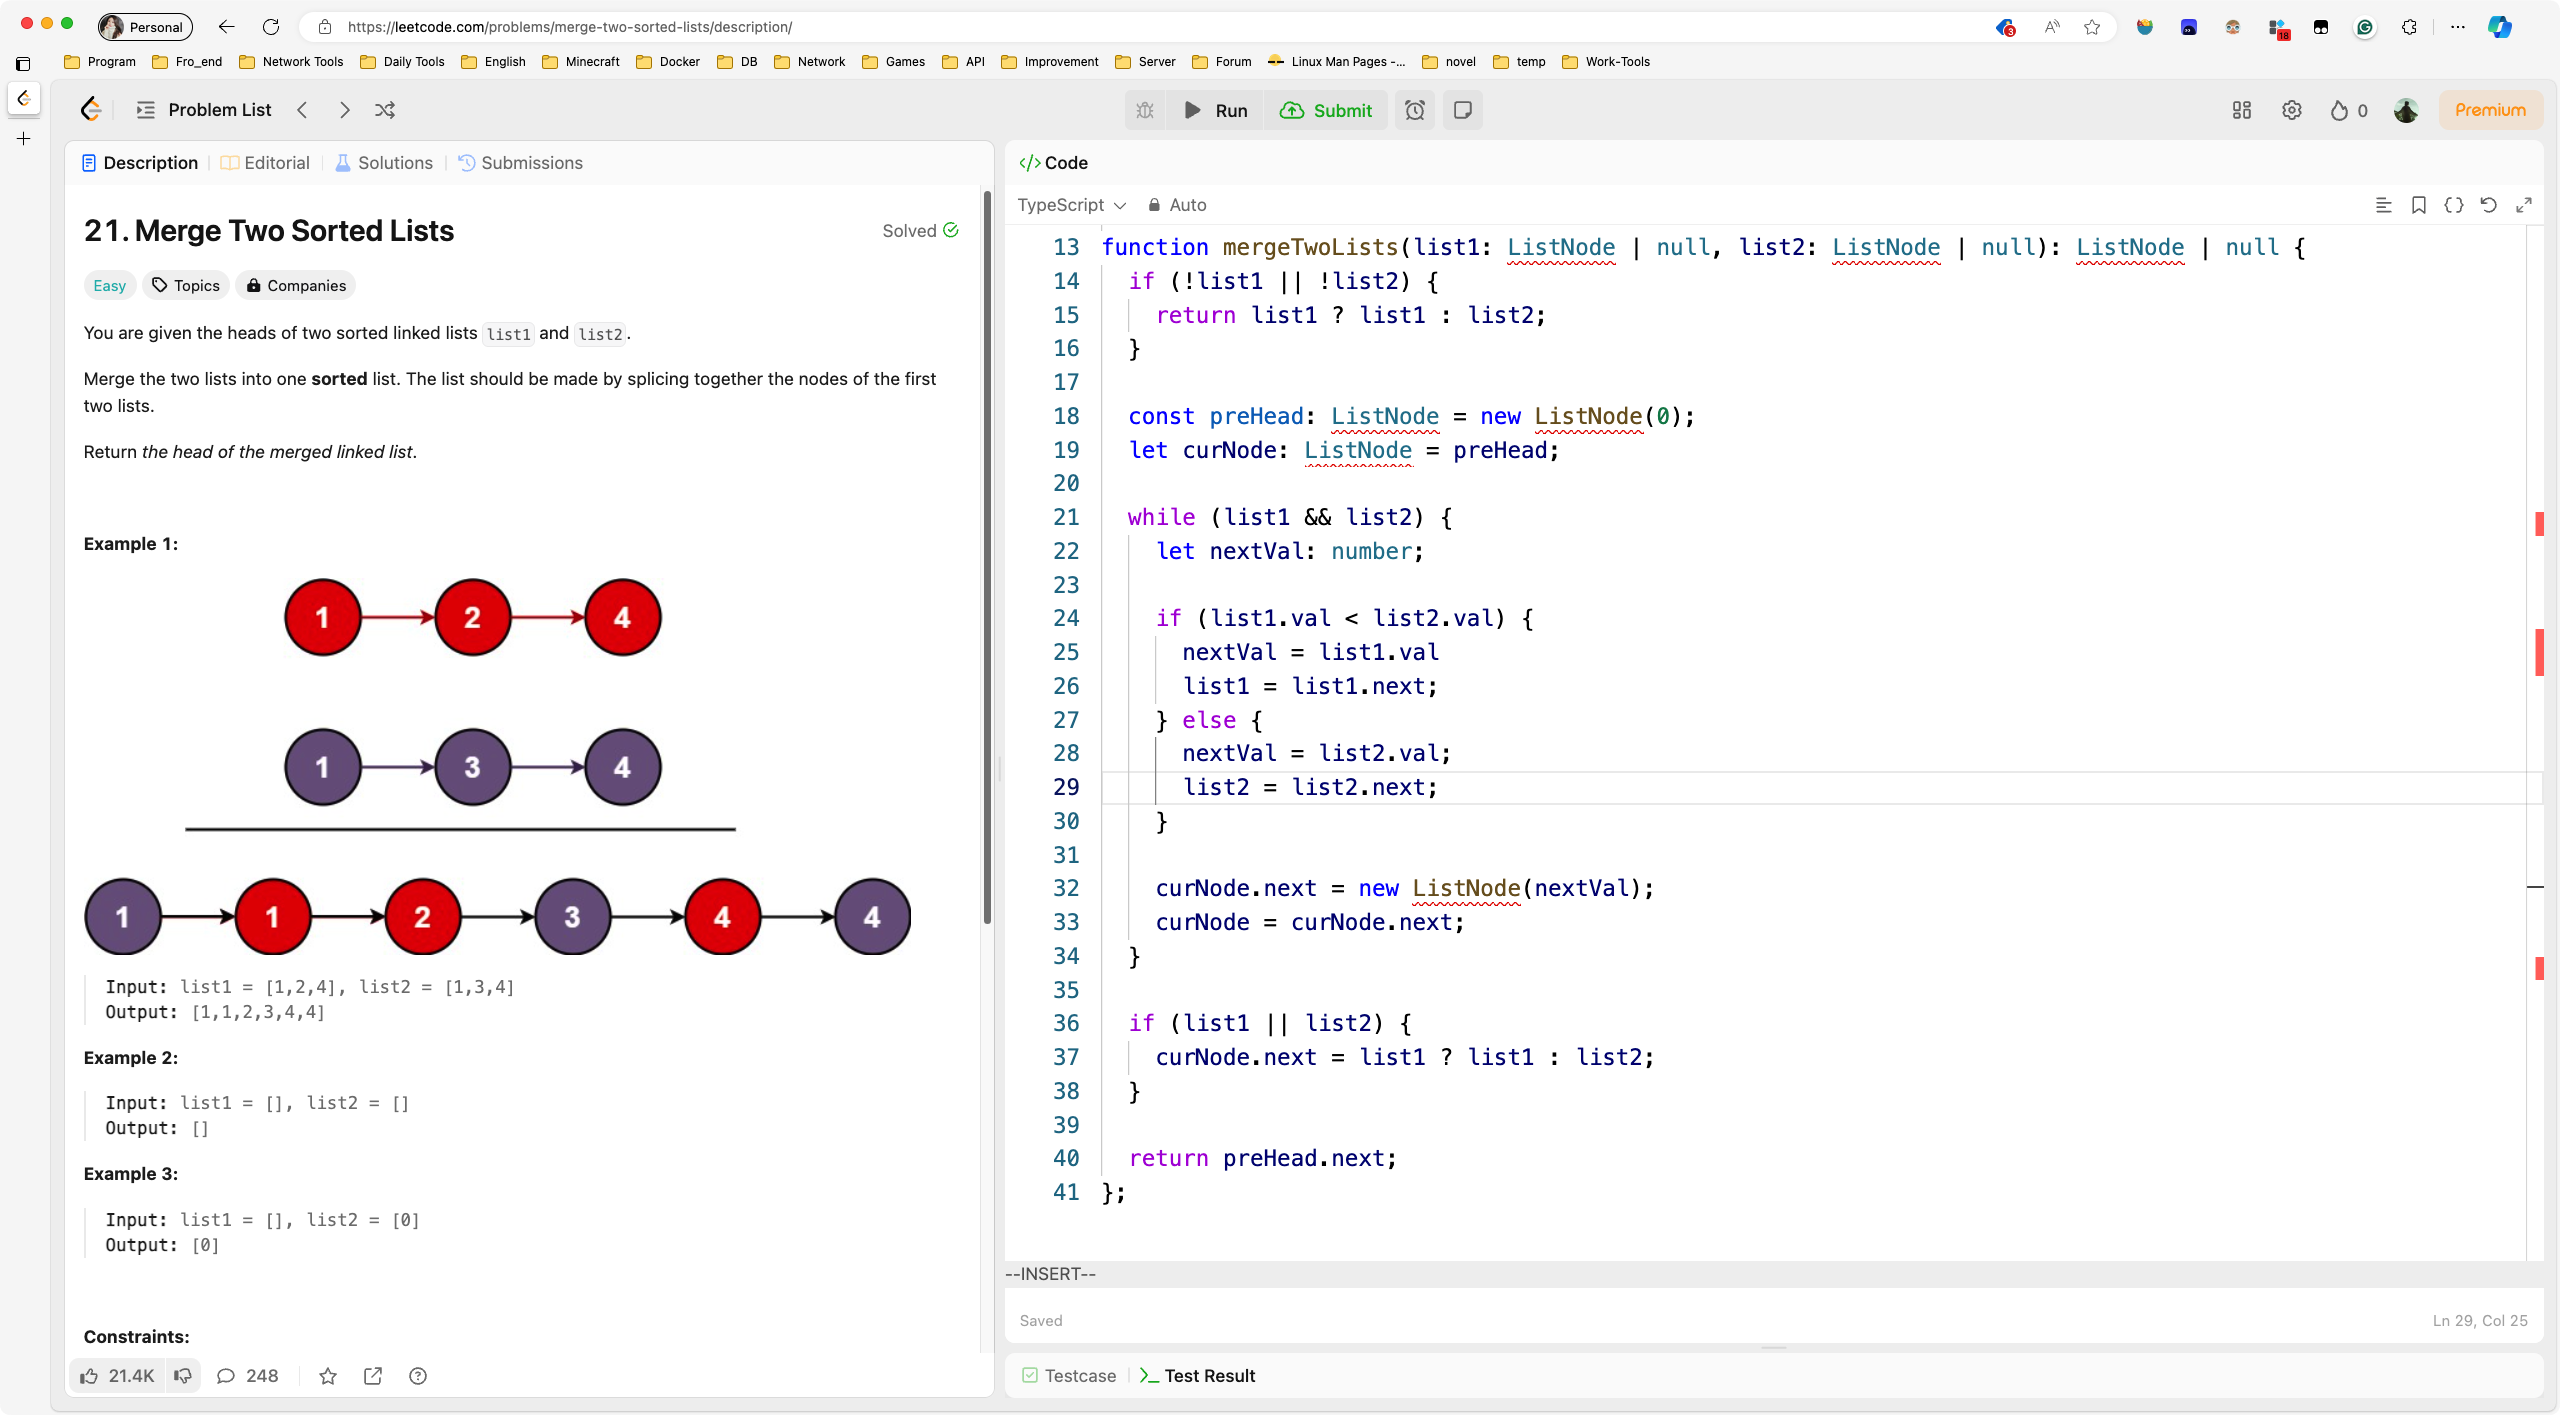 Personal
https://leetcode.com/problems/merge-two-sorted-lists/description/
3
18
Program Fro_end Network Tools Daily Tools English Minecraft Docker DB Network Games API Improvement Server Forum Linux Man Pages -... novel temp Work-Tools
Problem List
Run
Submit
0
Premium
Description
Editorial
Solutions
Submissions
21. Merge Two Sorted Lists
Solved
Easy
Topics
Companies
You are given the heads of two sorted linked lists list1 and list2.
Merge the two lists into one sorted list. The list should be made by splicing together the nodes of the first
two lists.
Return the head of the merged linked list.
Example 1:
1 2 4
1 3 4
1 1 2 3 4 4
Input: list1 = [1,2,4], list2 = [1,3,4]
Output: [1,1,2,3,4,4]
Example 2:
Input: list1 = [], list2 = []
Output: []
Example 3:
Input: list1 = [], list2 = [0]
Output: [0]
Constraints:
21.4K
248
</> Code
TypeScript
Auto
13 function mergeTwoLists(list1: ListNode | null, list2: ListNode | null): ListNode | null {
14 if (!list1 || !list2) {
15 return list1 ? list1 : list2;
16 }
17
18 const preHead: ListNode = new ListNode(0);
19 let curNode: ListNode = preHead;
20
21 while (list1 && list2) {
22 let nextVal: number;
23
24 if (list1.val < list2.val) {
25 nextVal = list1.val
26 list1 = list1.next;
27 } else {
28 nextVal = list2.val;
29 list2 = list2.next;
30 }
31
32 curNode.next = new ListNode(nextVal);
33 curNode = curNode.next;
34 }
35
36 if (list1 || list2) {
37 curNode.next = list1 ? list1 : list2;
38 }
39
40 return preHead.next;
41 };
--INSERT--
Saved
Ln 29, Col 25
Testcase
Test Result